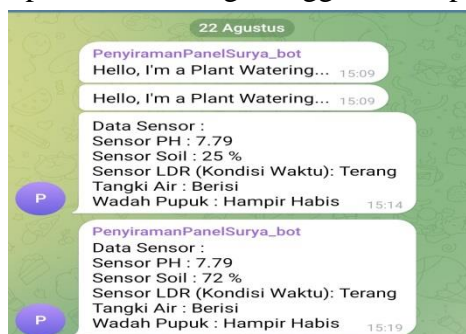 22 Agustus
PenyiramanPanelSurya_bot
Hello, I'm a Plant Watering... 15:09
Hello, I'm a Plant Watering... 15:09
Data Sensor :
Sensor PH : 7.79
Sensor Soil : 25 %
Sensor LDR (Kondisi Waktu): Terang
Tangki Air : Berisi
Wadah Pupuk : Hampir Habis 15:14
P
PenyiramanPanelSurya_bot
Data Sensor :
Sensor PH : 7.79
Sensor Soil : 72 %
Sensor LDR (Kondisi Waktu): Terang
Tangki Air : Berisi
Wadah Pupuk : Hampir Habis 15:19
P